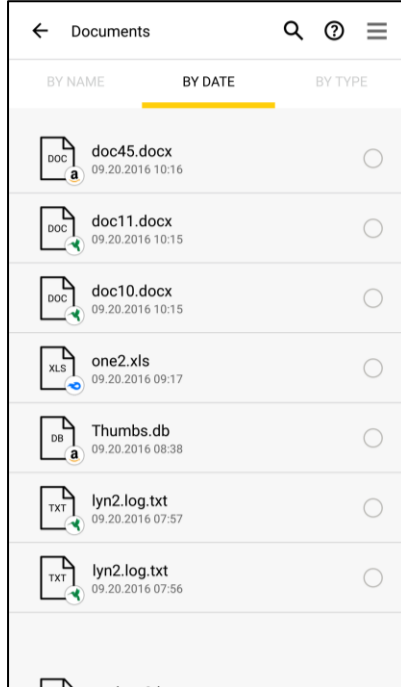 Documents
BY NAME
BY DATE
BY TYPE
DOC
a
doc45.docx
09.20.2016 10:16
DOC
doc11.docx
09.20.2016 10:15
DOC
doc10.docx
09.20.2016 10:15
XLS
one2.xls
09.20.2016 09:17
DB
a
Thumbs.db
09.20.2016 08:38
TXT
lyn2.log.txt
09.20.2016 07:57
TXT
lyn2.log.txt
09.20.2016 07:56